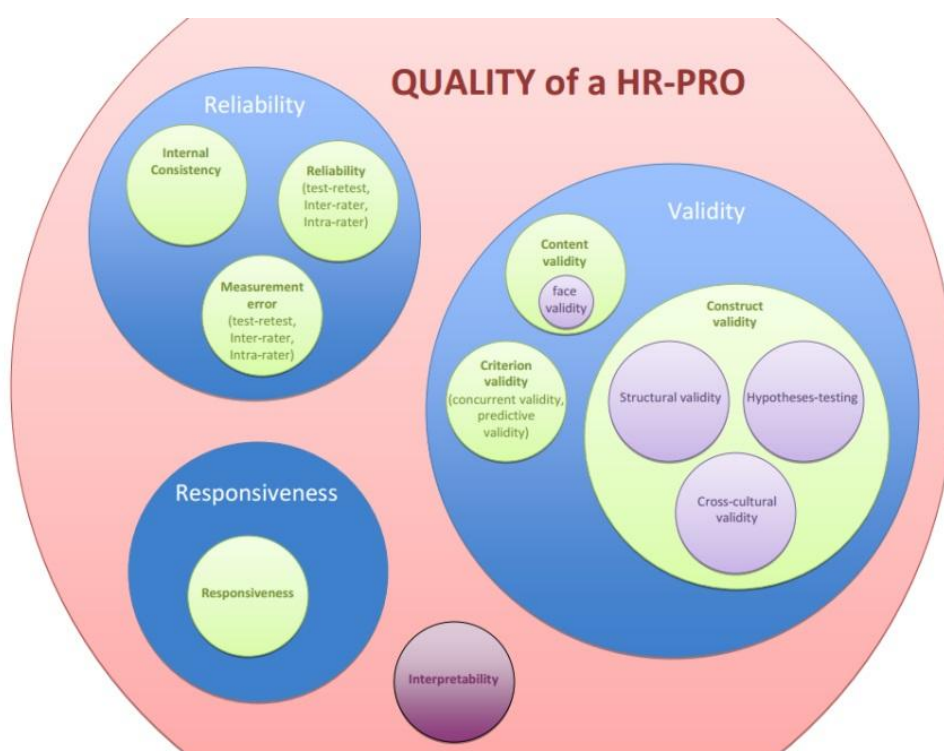 QUALITY of a HR-PRO
Reliability
Internal
Consistency
Reliability
(test-retest,
Inter-rater,
Intra-rater)
Measurement
error
(test-retest,
Inter-rater,
Intra-rater)
Validity
Content
validity
face
validity
Criterion
validity
(concurrent validity,
predictive
validity)
Construct
validity
Structural validity
Hypotheses-testing
Cross-cultural
validity
Responsiveness
Responsiveness
Interpretability